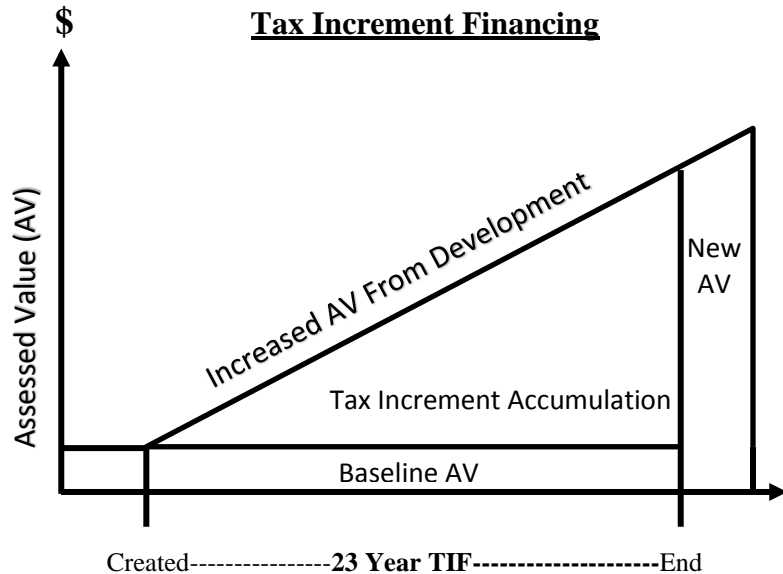 $
Tax Increment Financing
Assessed Value (AV)
Increased AV From Development
New
AV
Tax Increment Accumulation
Baseline AV
Created----------------23 Year TIF---------------------End